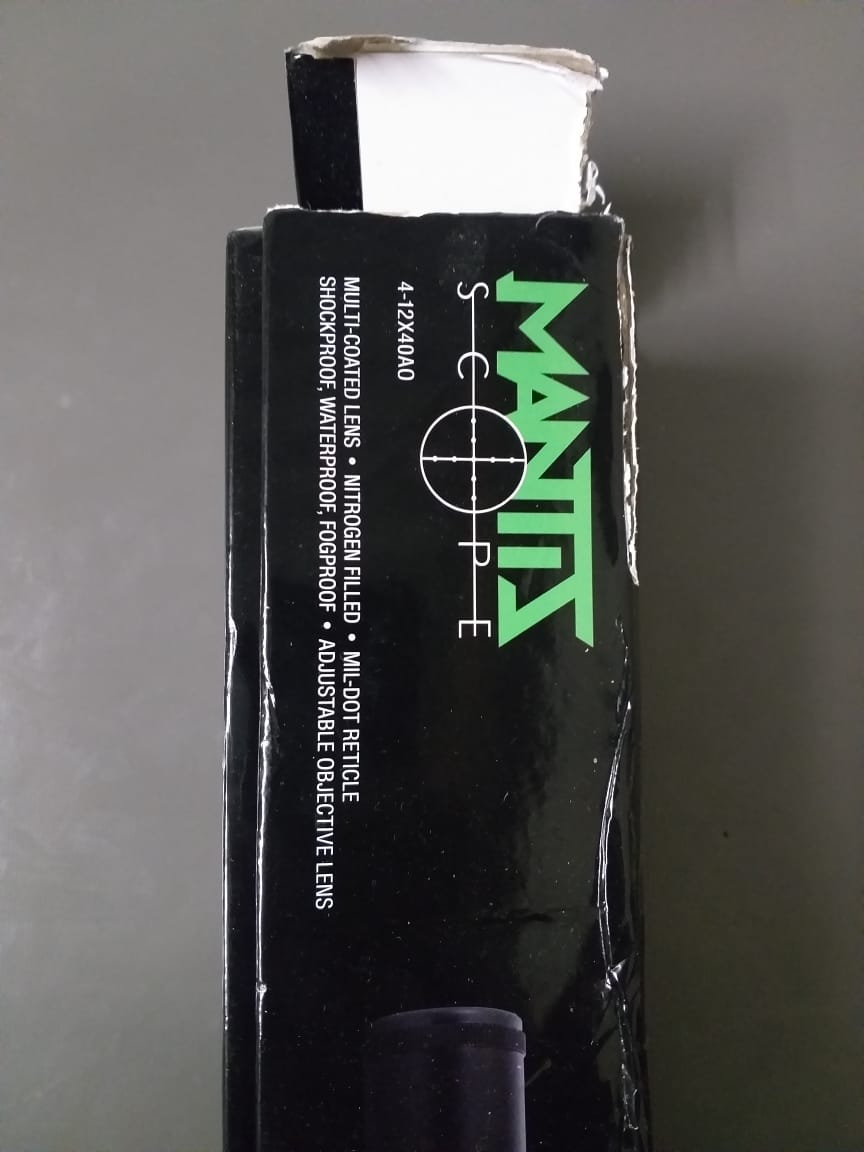 MANTIS
SCOPE
4-12X40AO
MULTI-COATED LENS • NITROGEN FILLED • MIL-DOT RETICLE
SHOCKPROOF, WATERPROOF, FOGPROOF • ADJUSTABLE OBJECTIVE LENS